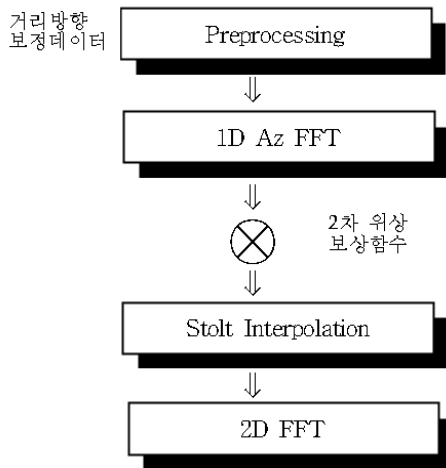 거리방향
보정데이터
Preprocessing
1D Az FFT
2차 위상
보상함수
Stolt Interpolation
2D FFT